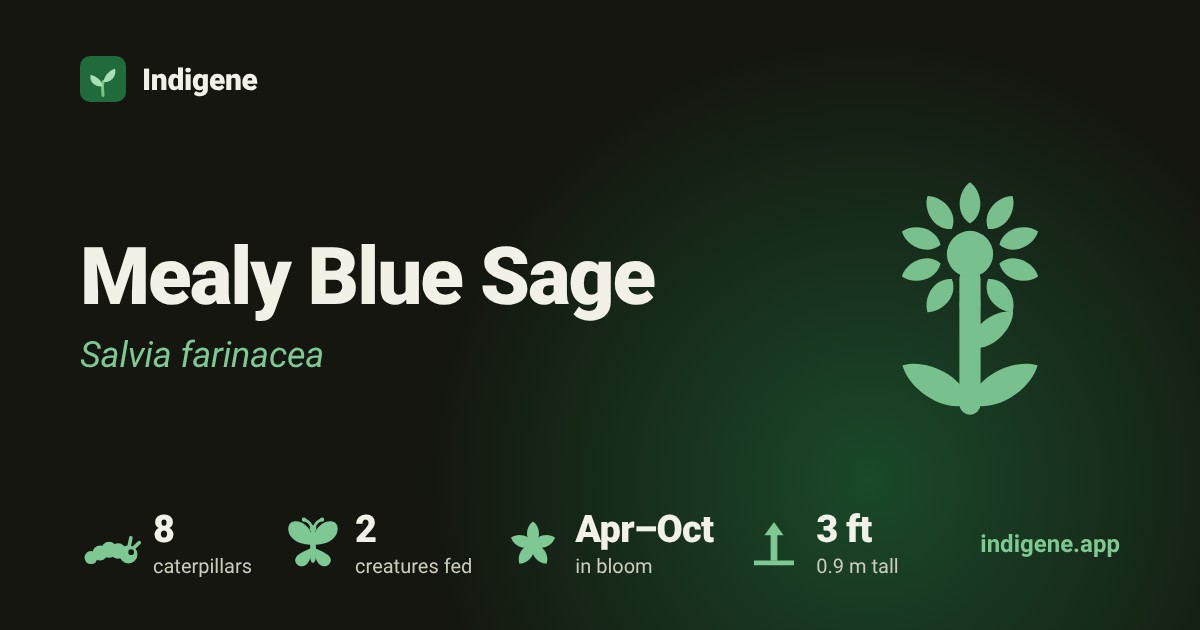 Indigene
Mealy Blue Sage
Salvia farinacea
8
caterpillars
2
creatures fed
Apr–Oct
in bloom
3 ft
0.9 m tall
indigene.app